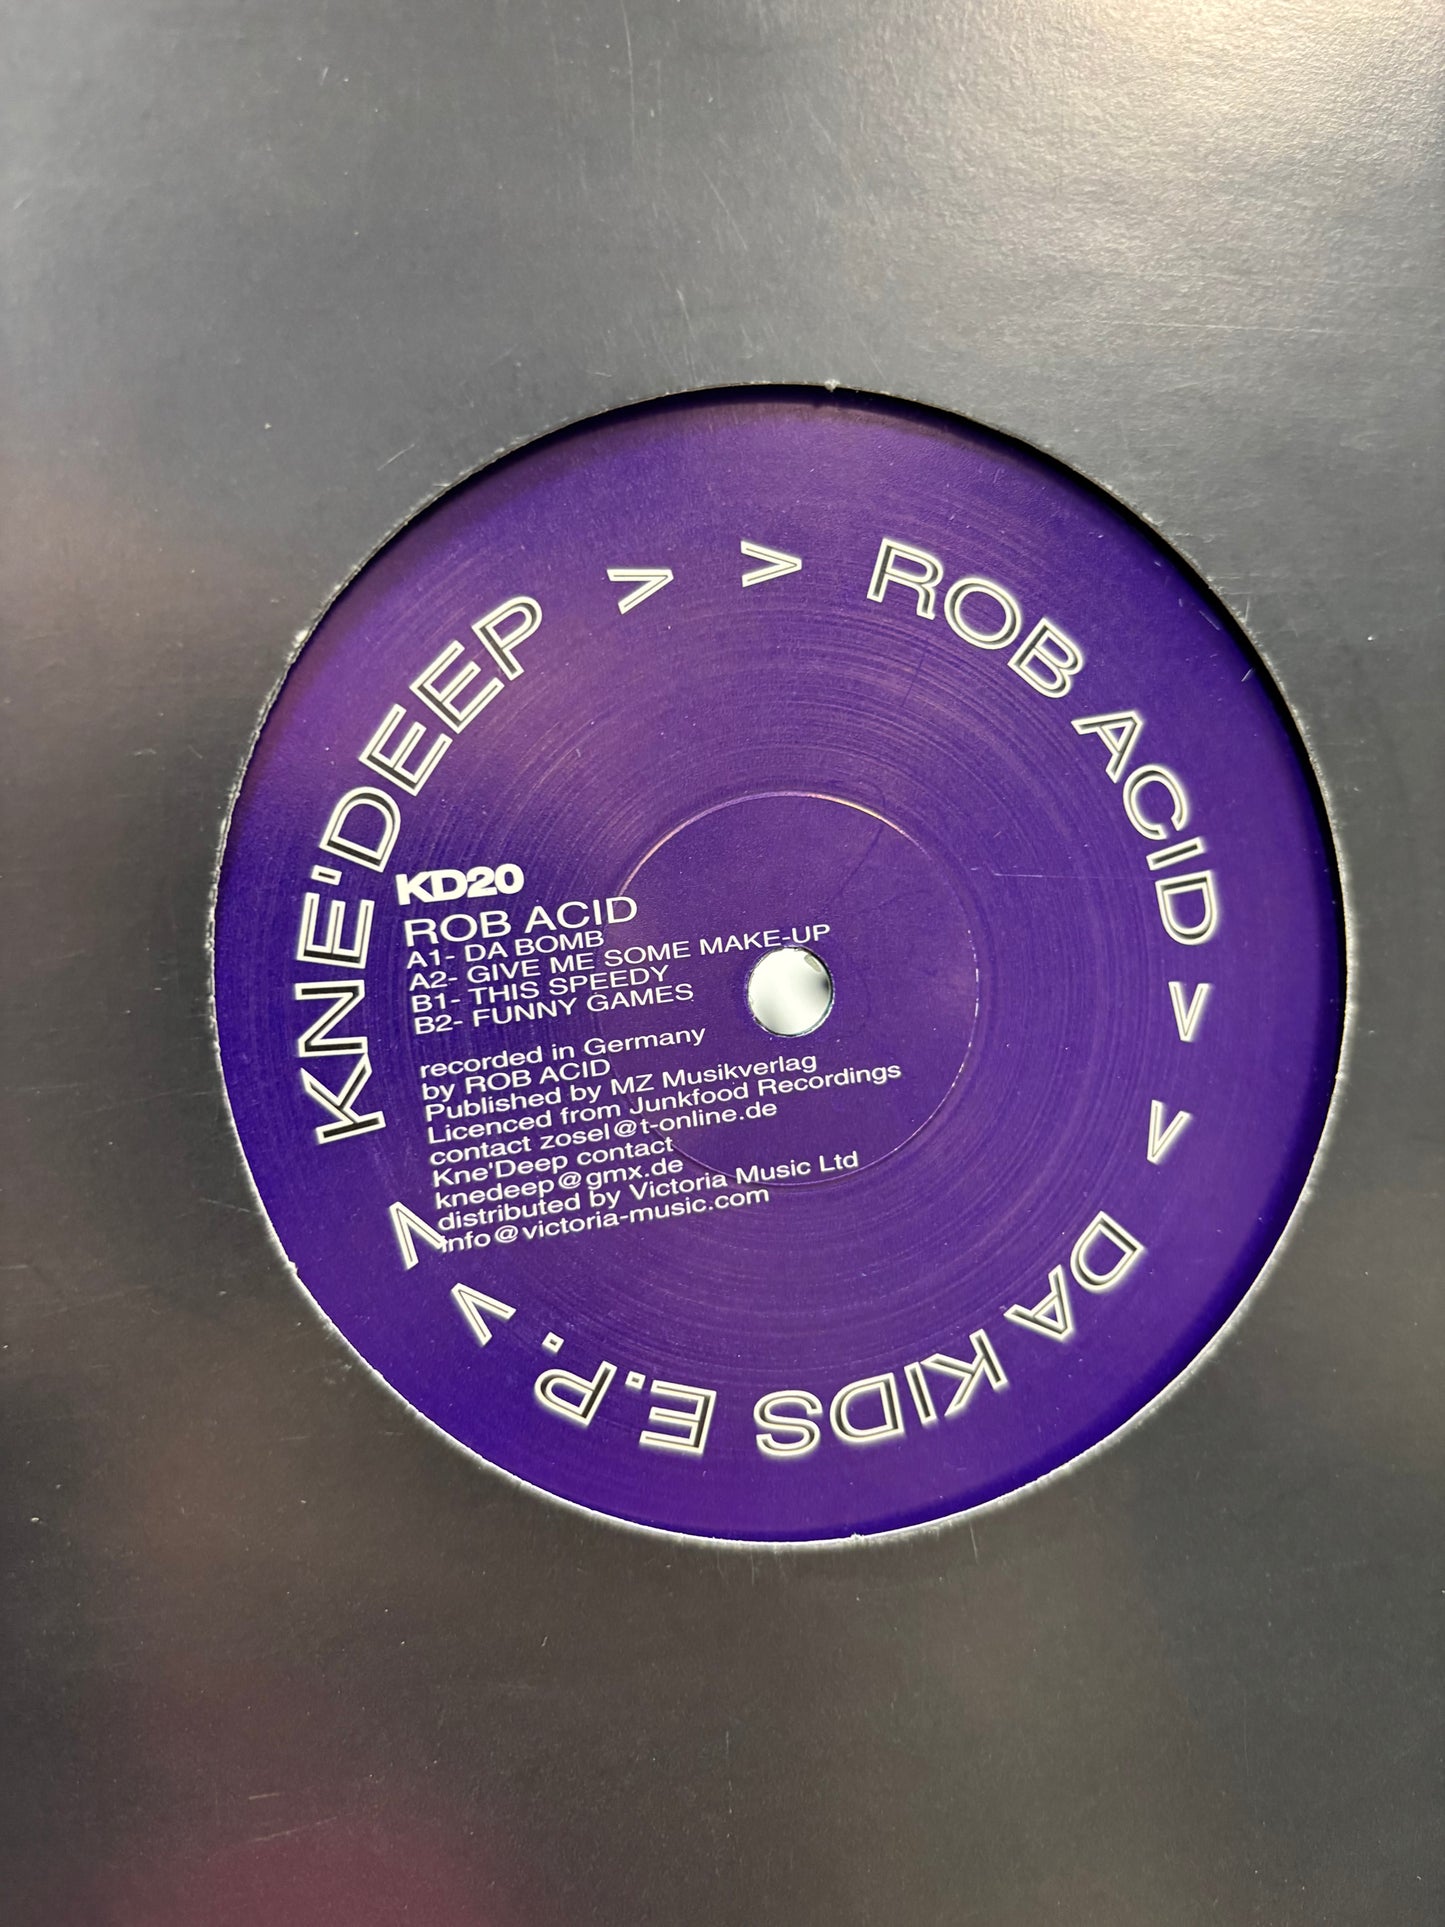 KNE'DEEP > > ROB ACID > > DA KIDS E.P. > >
KD20
ROB ACID
A1- DA BOMB
A2- GIVE ME SOME MAKE-UP
B1- THIS SPEEDY
B2- FUNNY GAMES
recorded in Germany
by ROB ACID
Published by MZ Musikverlag
Licenced from Junkfood Recordings
contact zosel@t-online.de
Kne'Deep contact
knedeep@gmx.de
distributed by Victoria Music Ltd
info@victoria-music.com